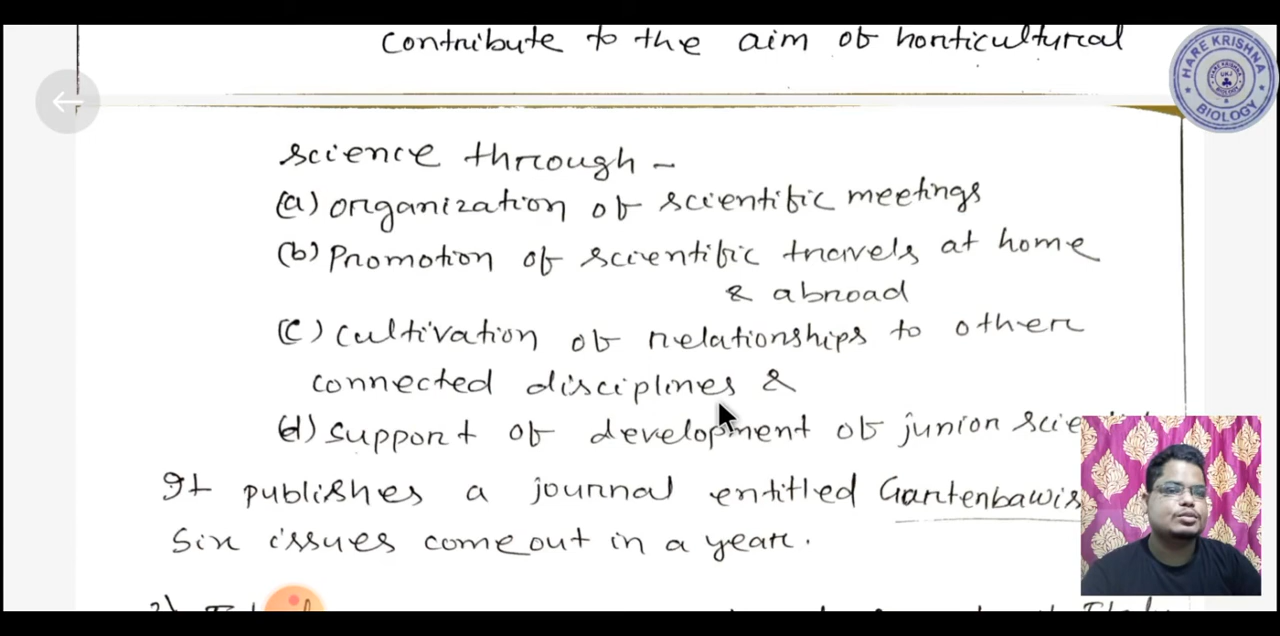 contribute to the aim of horticultural
HARE KRISHNA
BIOLOGY
science through -
(a) organization of scientific meetings
(b) Promotion of scientific travels at home
& abroad
(c) cultivation of relationships to other
connected disciplines &
(d) support of development of junior
It publishes a journal entitled
Six issues come out in a year.